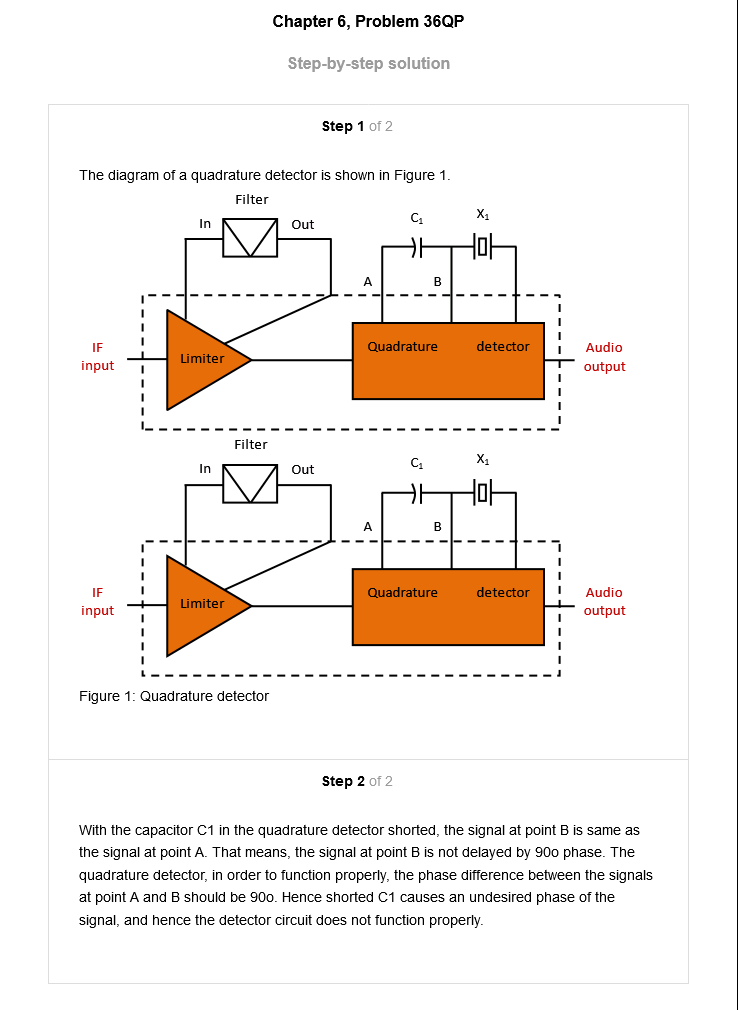 Chapter 6, Problem 36QP
Step-by-step solution
Step 1 of 2
The diagram of a quadrature detector is shown in Figure 1.
Filter
In
Out
C₁
X₁
A
B
IF
input
Limiter
Quadrature
detector
Audio
output
Filter
In
Out
C₁
X₁
A
B
IF
input
Limiter
Quadrature
detector
Audio
output
Figure 1: Quadrature detector
Step 2 of 2
With the capacitor C1 in the quadrature detector shorted, the signal at point B is same as
the signal at point A. That means, the signal at point B is not delayed by 90o phase. The
quadrature detector, in order to function properly, the phase difference between the signals
at point A and B should be 90o. Hence shorted C1 causes an undesired phase of the
signal, and hence the detector circuit does not function properly.